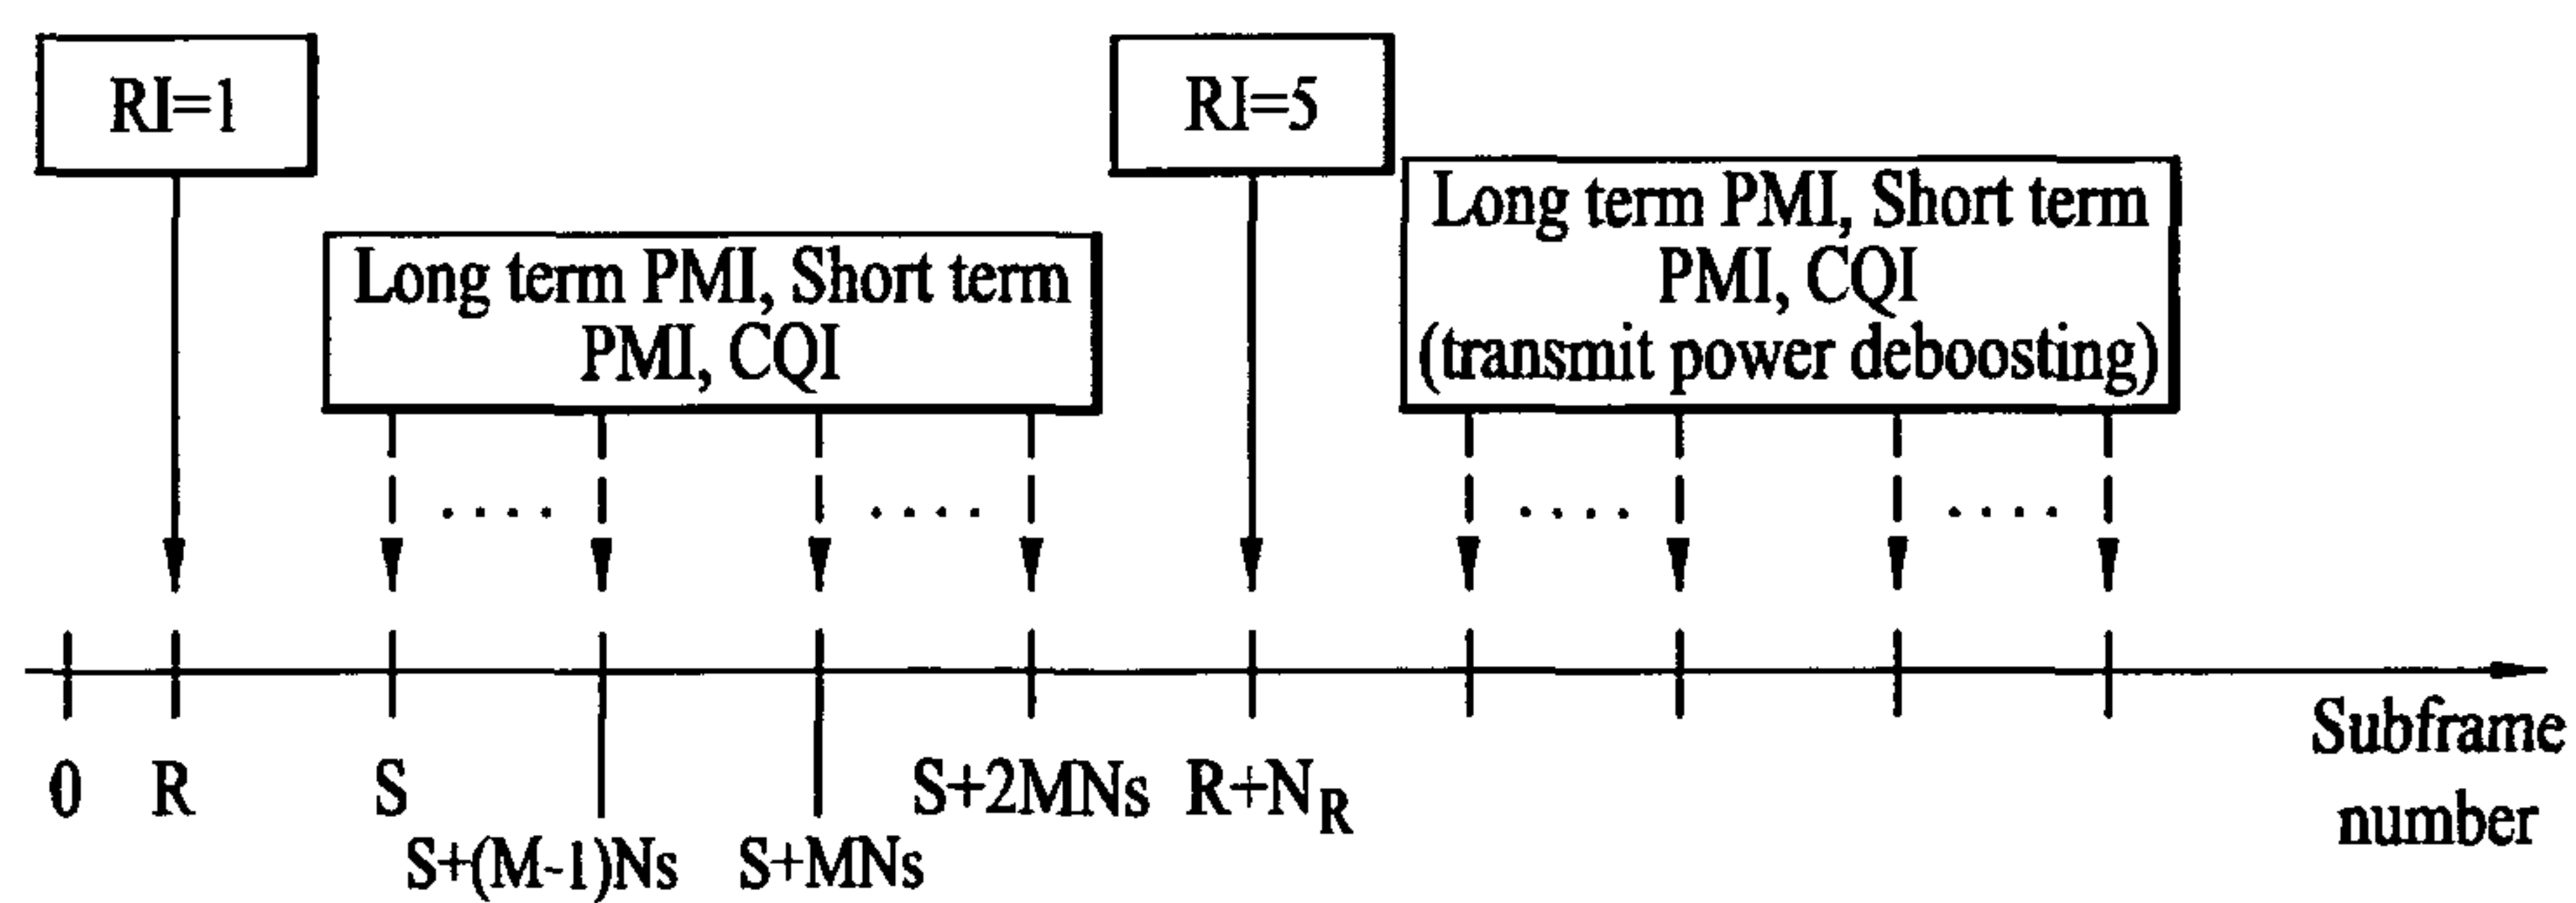 RI=1
RI=5
Long term PMI, Short term
PMI, CQI
Long term PMI, Short term
PMI, CQI
(transmit power deboosting)
0
R
S
S+(M-1)Ns
S+MNs
S+2MNs
R+NR
Subframe
number